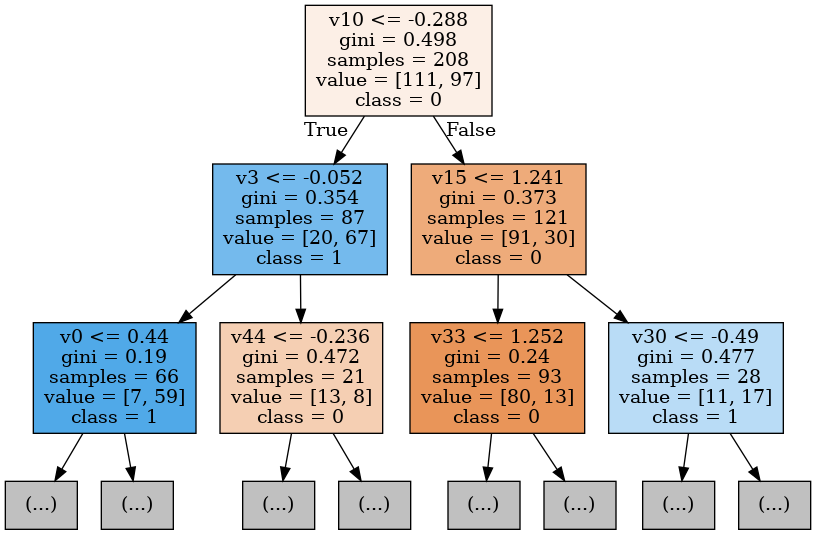 v10 <= -0.288
gini = 0.498
samples = 208
value = [111, 97]
class = 0
True
False
v3 <= -0.052
gini = 0.354
samples = 87
value = [20, 67]
class = 1
v15 <= 1.241
gini = 0.373
samples = 121
value = [91, 30]
class = 0
v0 <= 0.44
gini = 0.19
samples = 66
value = [7, 59]
class = 1
v44 <= -0.236
gini = 0.472
samples = 21
value = [13, 8]
class = 0
v33 <= 1.252
gini = 0.24
samples = 93
value = [80, 13]
class = 0
v30 <= -0.49
gini = 0.477
samples = 28
value = [11, 17]
class = 1
(...)
(...)
(...)
(...)
(...)
(...)
(...)
(...)